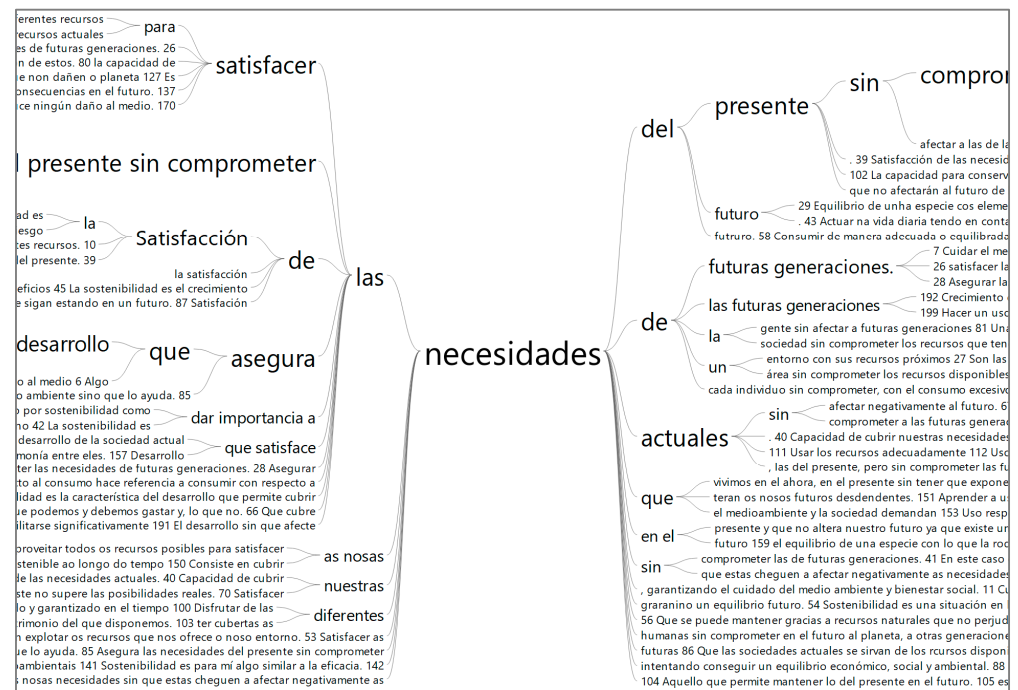 ferentes recursos
recursos actuales
para
es de futuras generaciones. 26
n de estos. 80 la capacidad de
ue non dañen o planeta 127 Es
onsecuencias en el futuro. 137
ce ningún daño al medio. 170
satisfacer
l presente sin comprometer
ad es
esgo
la
tes recursos. 10
del presente. 39
Satisfacción
la satisfacción
eficios 45 La sostenibilidad es el crecimiento
e sigan estando en un futuro. 87 Satisfación
de
las
desarrollo
que
asegura
o al medio 6 Algo
o ambiente sino que lo ayuda. 85
o por sostenibilidad como
no 42 La sostenibilidad es
dar importancia a
desarrollo de la sociedad actual
monía entre eles. 157 Desarrollo
que satisface
ter las necesidades de futuras generaciones. 28 Asegurar
cto al consumo hace referencia a consumir con respecto a
lidad es la característica del desarrollo que permite cubrir
ue podemos y debemos gastar y, lo que no. 66 Que cubre
ilitarse significativamente 191 El desarrollo sin que afecte
proveitar todos os recursos posibles para satisfacer
stenible ao longo do tempo 150 Consiste en cubrir
as nosas
de las necesidades actuales. 40 Capacidad de cubrir
ste no supere las posibilidades reales. 70 Satisfacer
nuestras
lo y garantizado en el tiempo 100 Disfrutar de las
trimonio del que disponemos. 103 ter cubertas as
diferentes
n explotar os recursos que nos ofrece o noso entorno. 53 Satisfacer as
ue lo ayuda. 85 Asegura las necesidades del presente sin comprometer
oambientais 141 Sostenibilidad es para mí algo similar a la eficacia. 142
s nosas necesidades sin que estas cheguen a afectar negativamente as
necesidades
del
presente
sin
compror
afectar a las de la
. 39 Satisfacción de las necesid
102 La capacidad para conserv
que no afectarán al futuro de
futuro
29 Equilibrio de unha especie cos eleme
. 43 Actuar na vida diaria tendo en conta
futruro. 58 Consumir de manera adecuada o equilibrada
de
futuras generaciones.
7 Cuidar el me
26 satisfacer la
28 Asegurar la
las futuras generaciones
192 Crecimiento
199 Hacer un uso
la
gente sin afectar a futuras generaciones 81 Una
sociedad sin comprometer los recursos que ten
un
entorno con sus recursos próximos 27 Son las
área sin comprometer los recursos disponibles
cada individuo sin comprometer, con el consumo excesivo
actuales
sin
afectar negativamente al futuro. 6
comprometer a las futuras generac
. 40 Capacidad de cubrir nuestras necesidades
111 Usar los recursos adecuadamente 112 Uso
, las del presente, pero sin comprometer las fu
que
vivimos en el ahora, en el presente sin tener que expone
teran os nosos futuros desdendentes. 151 Aprender a us
el medioambiente y la sociedad demandan 153 Uso resp
en el
presente y que no altera nuestro futuro ya que existe un
futuro 159 el equilibrio de una especie con lo que la roc
sin
comprometer las de futuras generaciones. 41 En este caso
que estas cheguen a afectar negativamente as necesidades
, garantizando el cuidado del medio ambiente y bienestar social. 11 Cu
graranino un equilibrio futuro. 54 Sostenibilidad es una situación en
56 Que se puede mantener gracias a recursos naturales que no perjud
humanas sin comprometer en el futuro al planeta, a otras generacione
futuras 86 Que las sociedades actuales se sirvan de los rcursos disponi
intentando conseguir un equilibrio económico, social y ambiental. 88
104 Aquello que permite mantener lo del presente en el futuro. 105 es